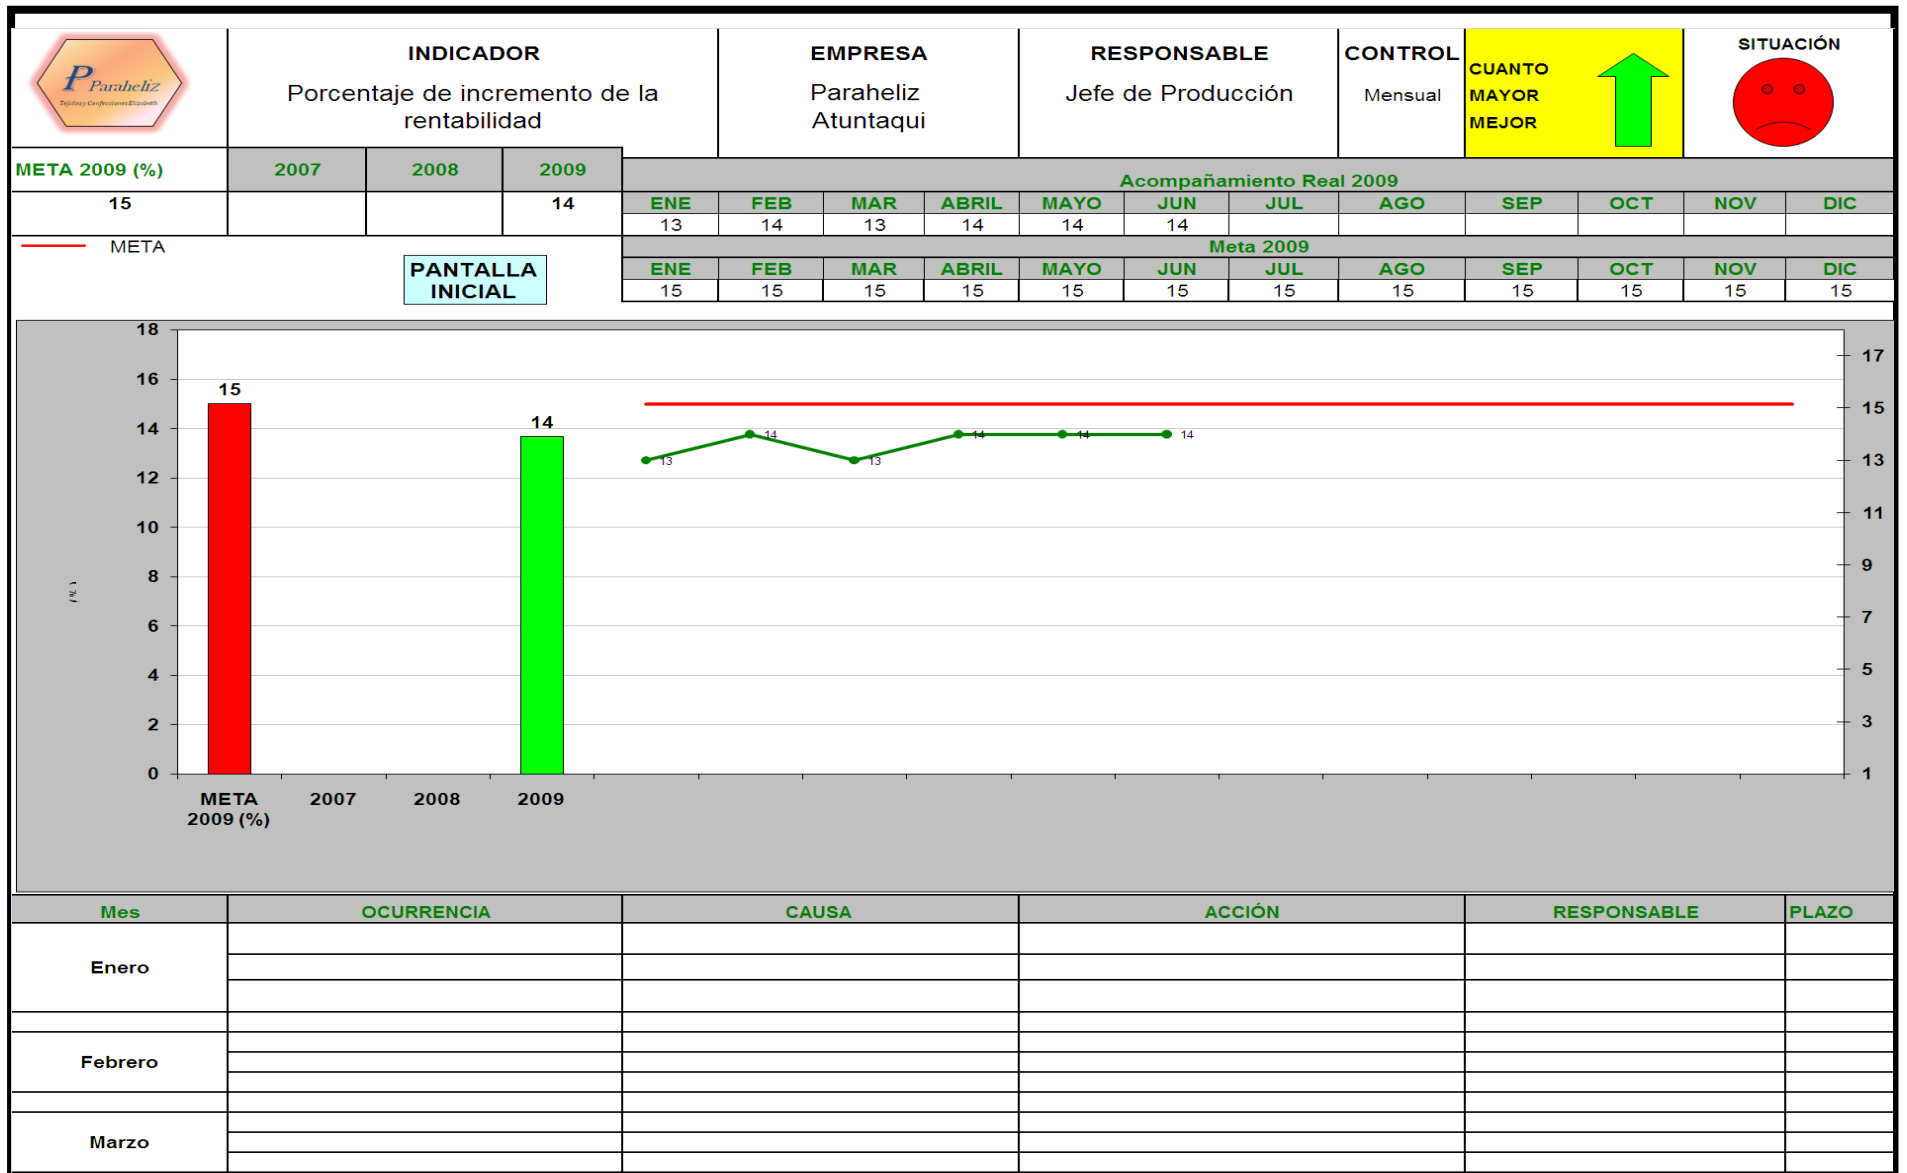 Paraheliz
Tejidos y Confecciones Elizabeth
INDICADOR
Porcentaje de incremento de la
rentabilidad
EMPRESA
Paraheliz
Atuntaqui
RESPONSABLE
Jefe de Producción
CONTROL
Mensual
CUANTO
MAYOR
MEJOR
SITUACIÓN
META 2009 (%) 2007 2008 2009
15 14
Acompañamiento Real 2009
ENE FEB MAR ABRIL MAYO JUN JUL AGO SEP OCT NOV DIC
13 14 13 14 14 14
META
PANTALLA
INICIAL
Meta 2009
ENE FEB MAR ABRIL MAYO JUN JUL AGO SEP OCT NOV DIC
15 15 15 15 15 15 15 15 15 15 15 15
18
16
14
12
10
8
6
4
2
0
15
14
13 14 13 14 14 14
17
15
13
11
9
7
5
3
1
META
2009 (%)
2007
2008
2009
Mes OCURRENCIA CAUSA ACCIÓN RESPONSABLE PLAZO
Enero
Febrero
Marzo